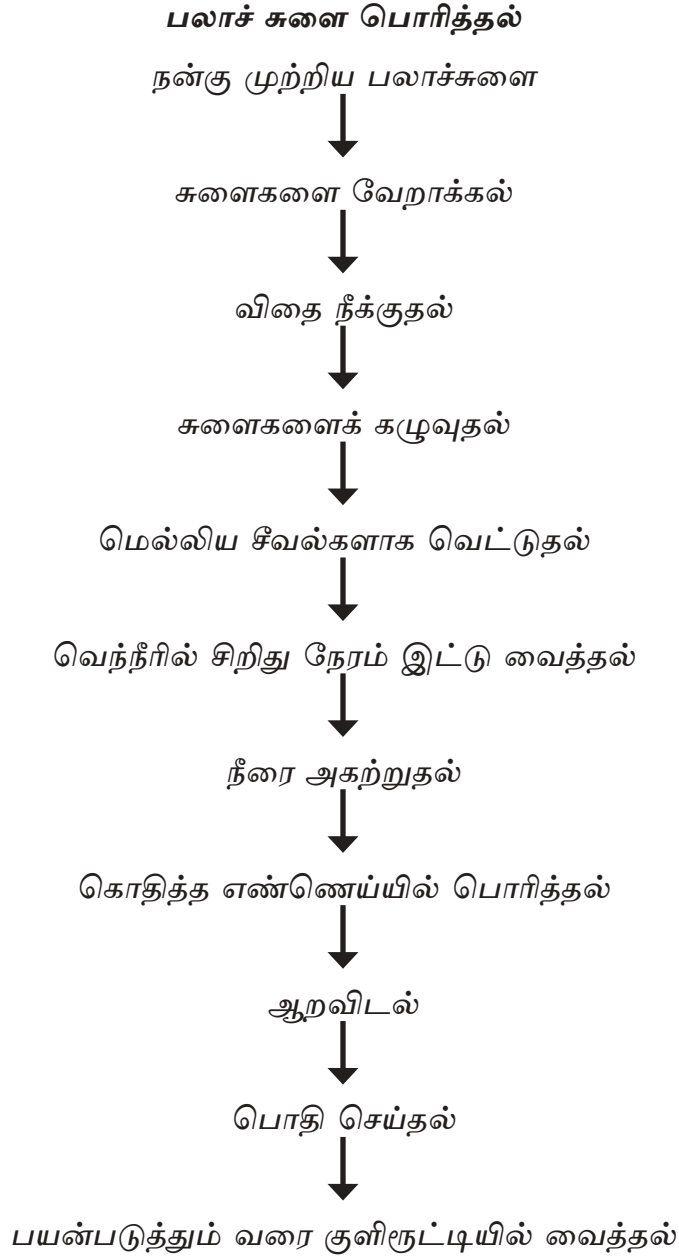 பலாச் சுளை பொரித்தல்
நன்கு முற்றிய பலாச்சுளை
சுளைகளை வேறாக்கல்
விதை நீக்குதல்
சுளைகளைக் கழுவுதல்
மெல்லிய சீவல்களாக வெட்டுதல்
வெந்நீரில் சிறிது நேரம் இட்டு வைத்தல்
நீரை அகற்றுதல்
கொதித்த எண்ணெய்யில் பொரித்தல்
ஆறவிடல்
பொதி செய்தல்
பயன்படுத்தும் வரை குளிரூட்டியில் வைத்தல்